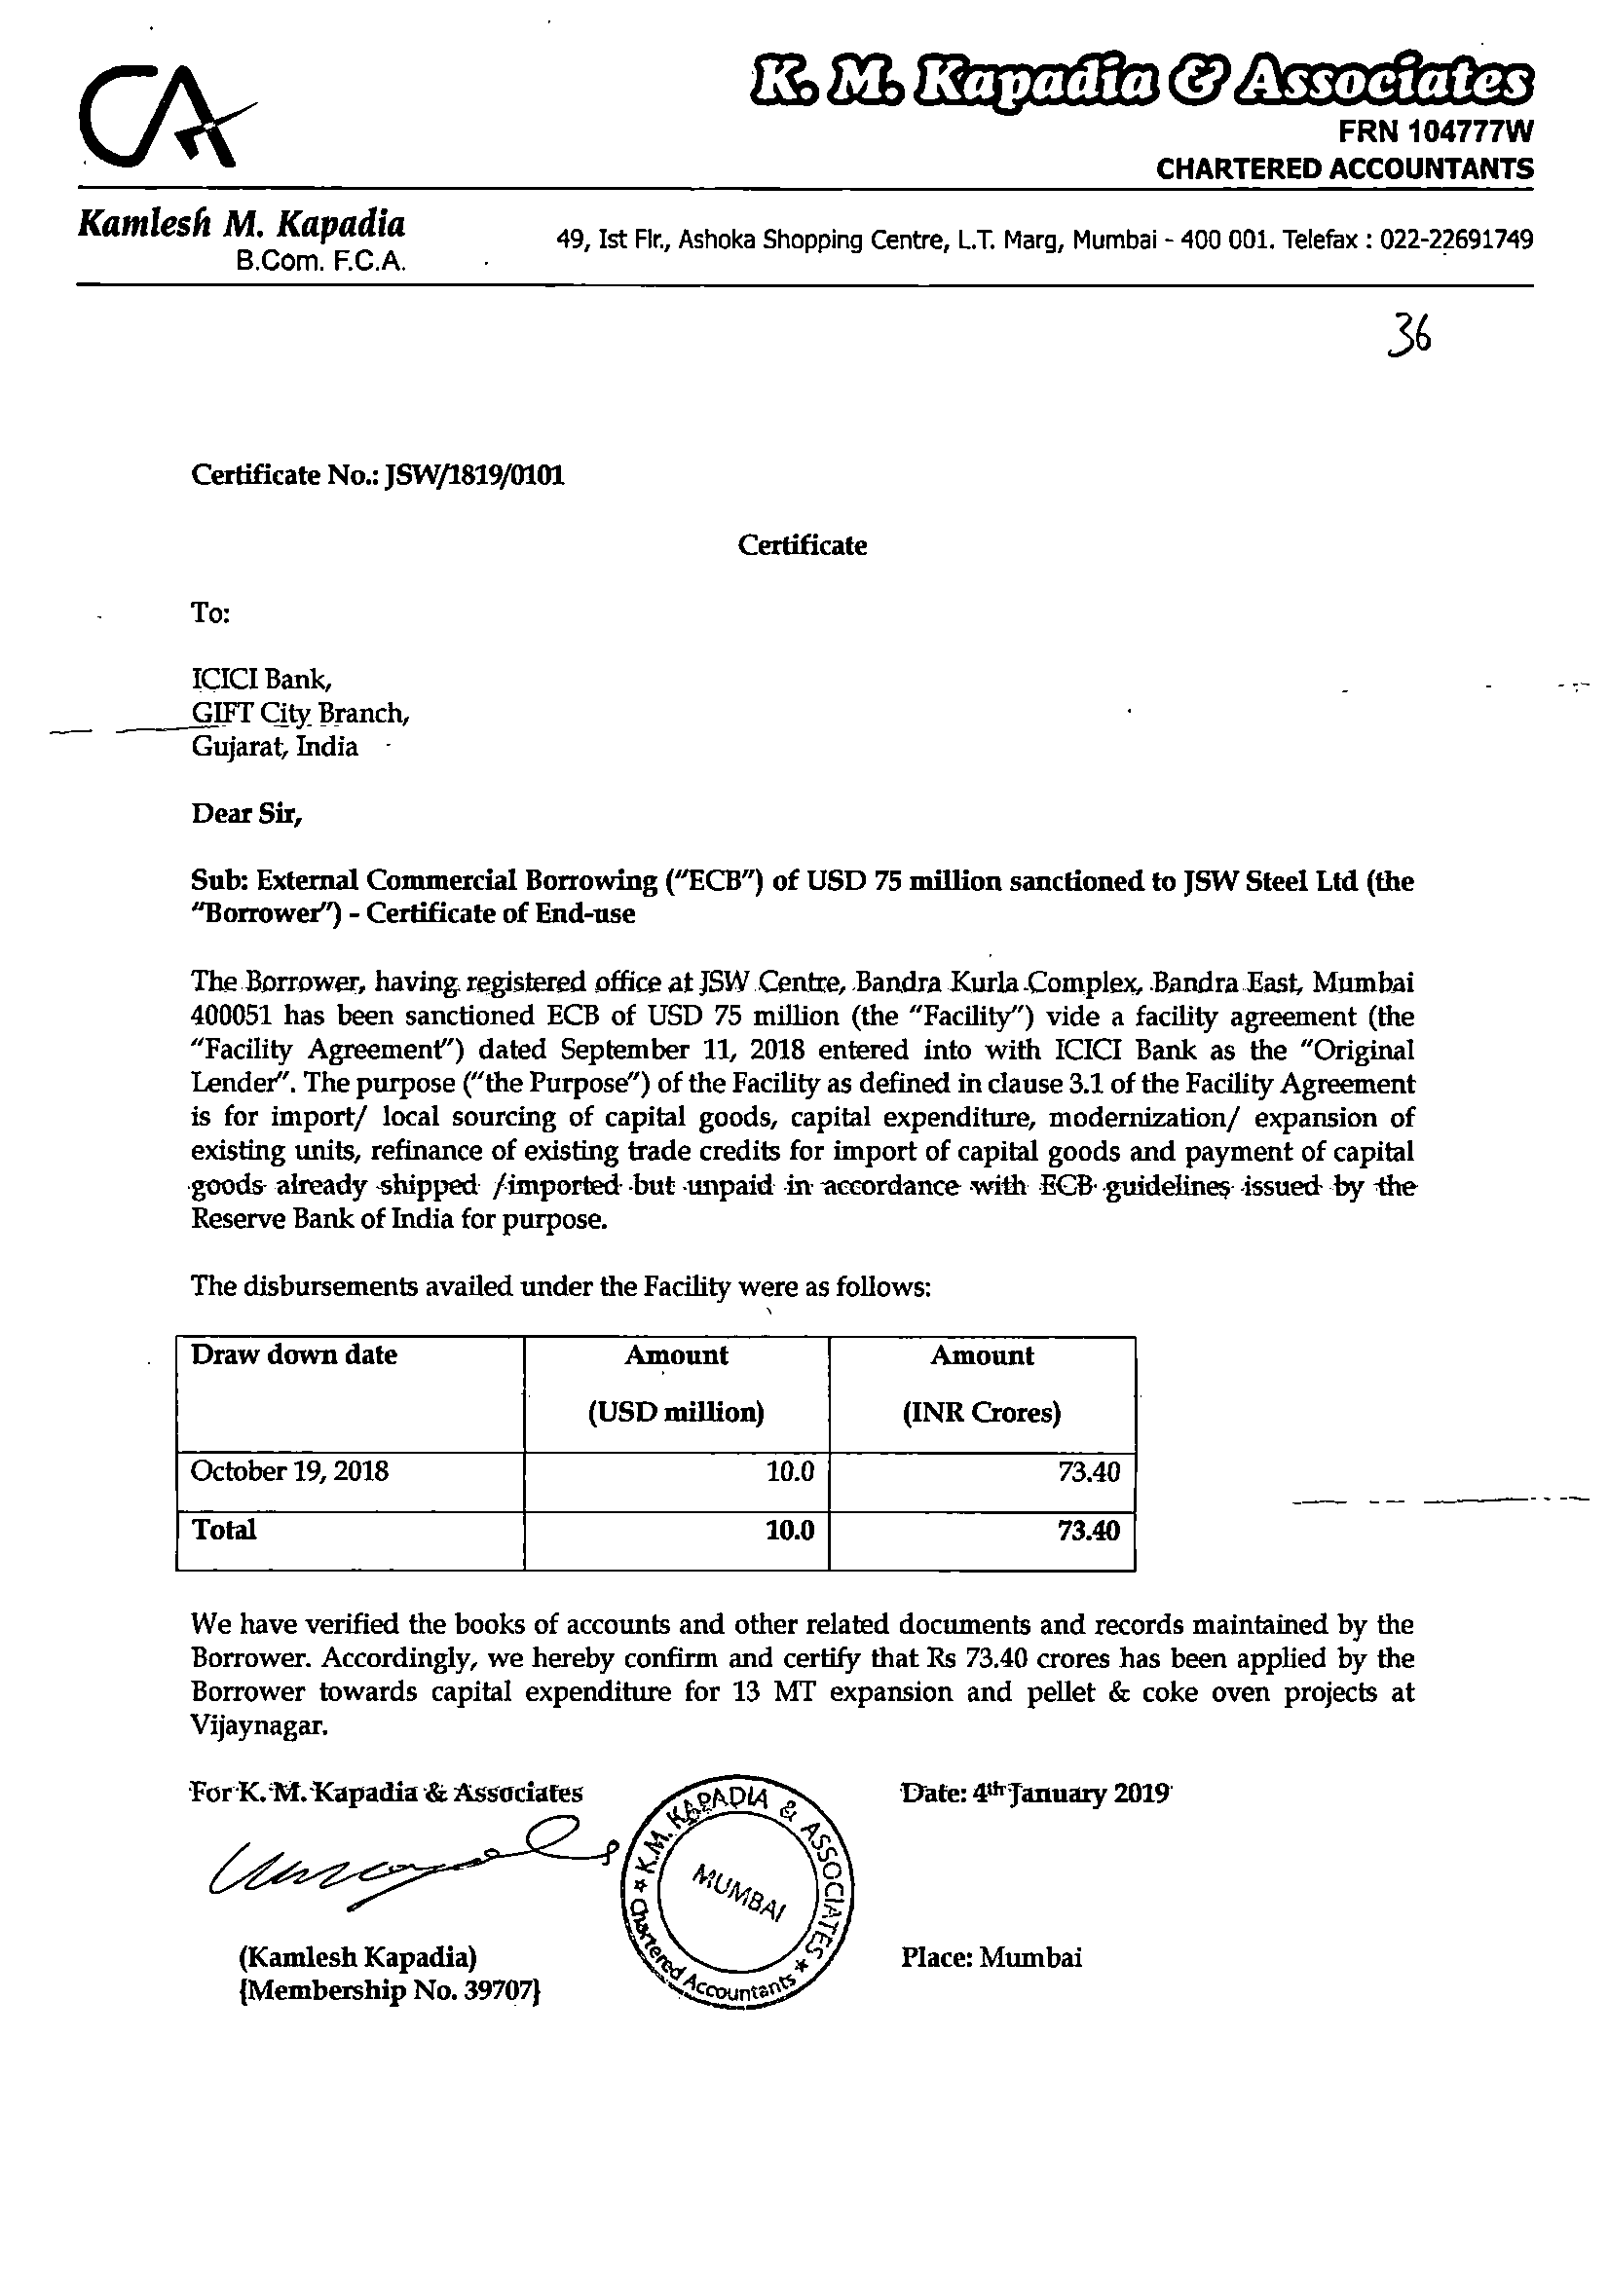 CA
K. M. Kapadia & Associates
FRN 104777W
CHARTERED ACCOUNTANTS
Kamlesh M. Kapadia
B.Com. F.C.A.
49, Ist Flr., Ashoka Shopping Centre, L.T. Marg, Mumbai - 400 001. Telefax : 022-22691749
36
Certificate No.: JSW/1819/0101
Certificate
To:
ICICI Bank,
GIFT City Branch,
Gujarat, India
Dear Sir,
Sub: External Commercial Borrowing ("ECB") of USD 75 million sanctioned to JSW Steel Ltd (the
"Borrower") - Certificate of End-use
The Borrower, having registered office at JSW Centre, Bandra Kurla Complex, Bandra East, Mumbai
400051 has been sanctioned ECB of USD 75 million (the "Facility") vide a facility agreement (the
"Facility Agreement") dated September 11, 2018 entered into with ICICI Bank as the "Original
Lender". The purpose ("the Purpose") of the Facility as defined in clause 3.1 of the Facility Agreement
is for import/ local sourcing of capital goods, capital expenditure, modernization/ expansion of
existing units, refinance of existing trade credits for import of capital goods and payment of capital
goods already shipped /imported but unpaid in accordance with ECB guidelines issued by the
Reserve Bank of India for purpose.
The disbursements availed under the Facility were as follows:
Draw down date Amount (USD million) Amount (INR Crores)
October 19, 2018 10.0 73.40
Total 10.0 73.40
We have verified the books of accounts and other related documents and records maintained by the
Borrower. Accordingly, we hereby confirm and certify that Rs 73.40 crores has been applied by the
Borrower towards capital expenditure for 13 MT expansion and pellet & coke oven projects at
Vijaynagar.
For K. M. Kapadia & Associates
Date: 4th January 2019
K.M. KAPADIA & ASSOCIATES
MUMBAI
Chartered Accountants
(Kamlesh Kapadia)
Place: Mumbai
{Membership No. 39707}